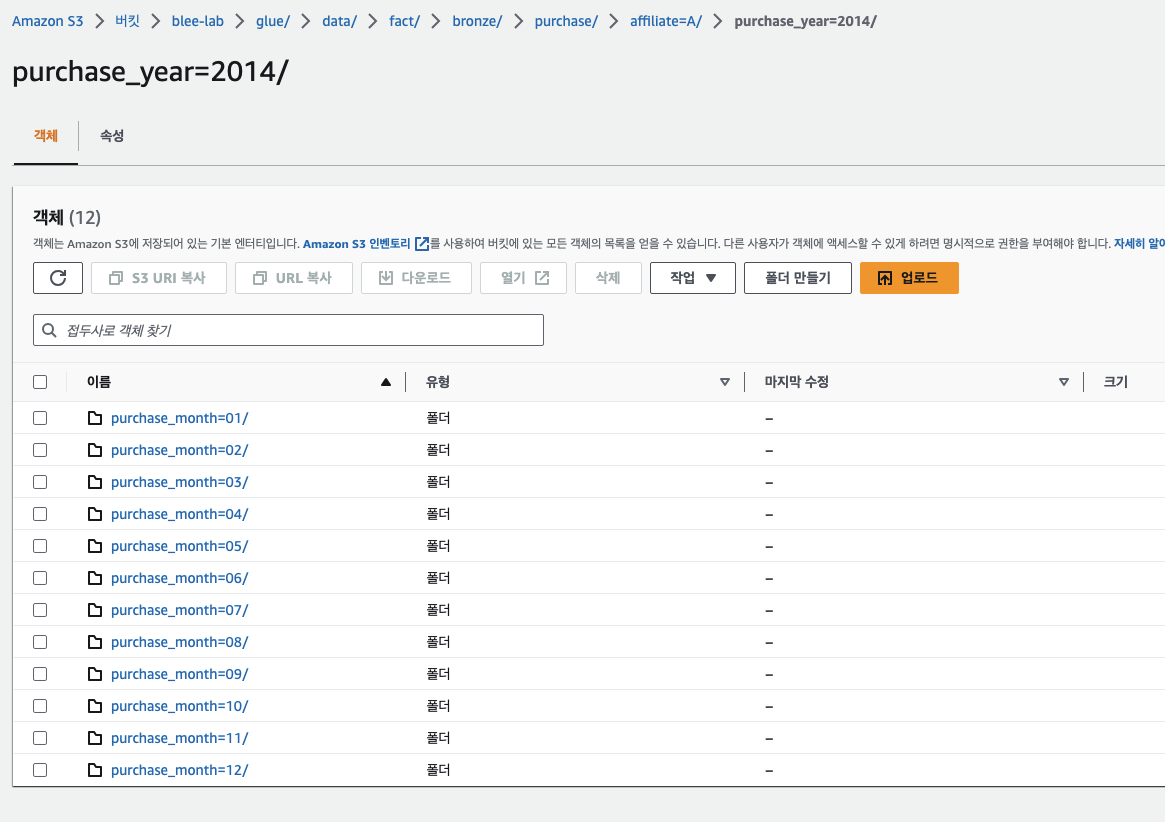 Amazon S3 > 버킷 > blee-lab > glue/ > data/ > fact/ > bronze/ > purchase/ > affiliate=A/ > purchase_year=2014/
purchase_year=2014/
객체 속성
객체 (12)
객체는 Amazon S3에 저장되어 있는 기본 엔터티입니다. Amazon S3 인벤토리 를 사용하여 버킷에 있는 모든 객체의 목록을 얻을 수 있습니다. 다른 사용자가 객체에 액세스할 수 있게 하려면 명시적으로 권한을 부여해야 합니다. 자세히
S3 URI 복사 URL 복사 다운로드 열기 삭제 작업 폴더 만들기 업로드
접두사로 객체 찾기
이름 유형 마지막 수정 크기
purchase_month=01/ 폴더 –
purchase_month=02/ 폴더 –
purchase_month=03/ 폴더 –
purchase_month=04/ 폴더 –
purchase_month=05/ 폴더 –
purchase_month=06/ 폴더 –
purchase_month=07/ 폴더 –
purchase_month=08/ 폴더 –
purchase_month=09/ 폴더 –
purchase_month=10/ 폴더 –
purchase_month=11/ 폴더 –
purchase_month=12/ 폴더 –